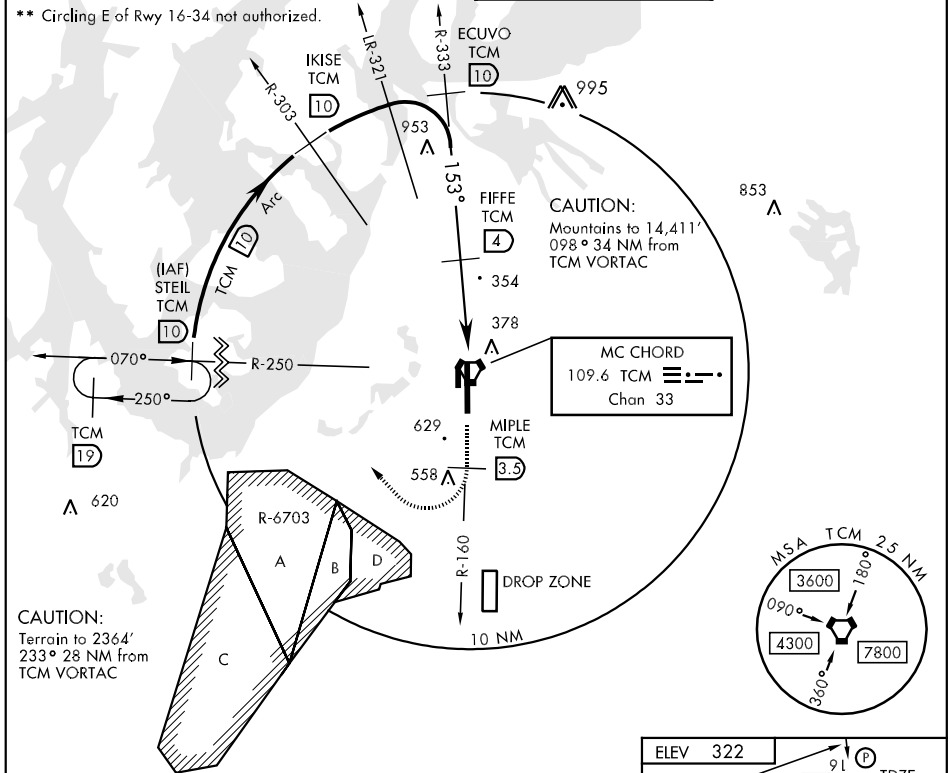 ** Circling E of Rwy 16-34 not authorized.
ECUVO
TCM
10
R-333
LR-321
IKISE
TCM
10
R-303
995
953
153°
853
FIFFE
TCM
4
CAUTION:
Mountains to 14,411'
098° 34 NM from
TCM VORTAC
Arc
10
TCM
354
(IAF)
STEIL
TCM
10
378
070°
R-250
250°
MC CHORD
109.6 TCM
Chan 33
TCM
19
629
MIPLE
TCM
3.5
558
620
R-6703
A
B
D
C
R-160
DROP ZONE
10 NM
MSA TCM 25 NM
3600
180°
090°
4300
7800
360°
CAUTION:
Terrain to 2364'
233° 28 NM from
TCM VORTAC
ELEV 322
16
P